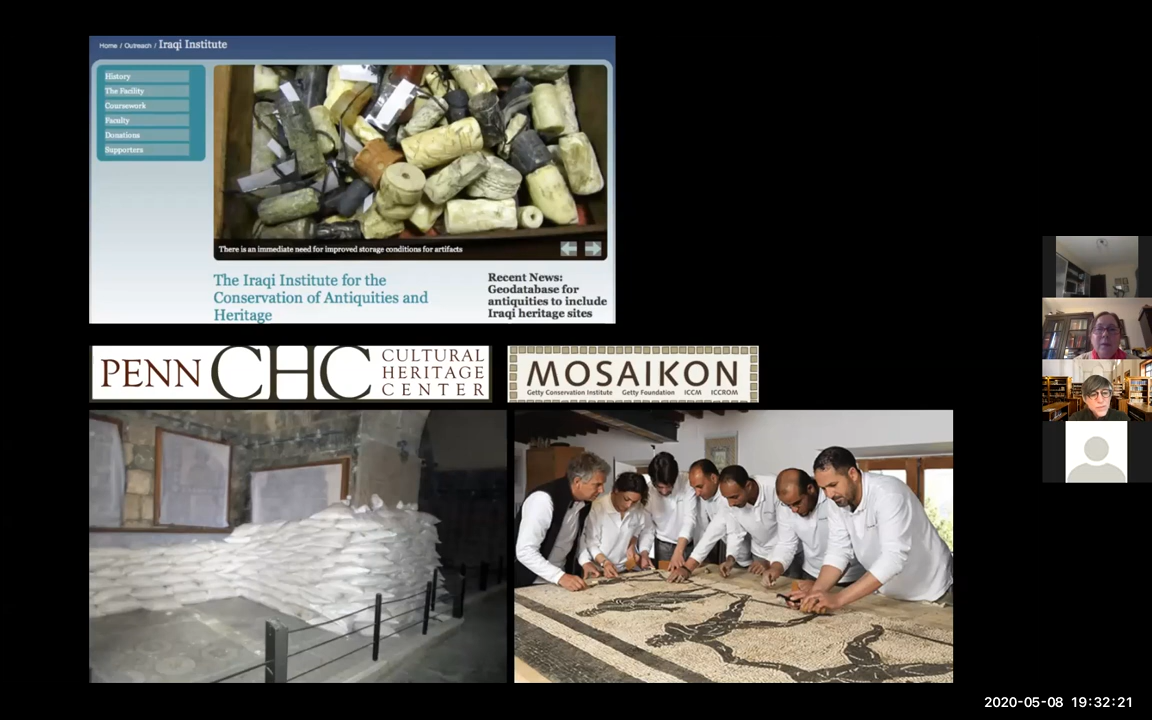 Home / Outreach / Iraqi Institute
History
The Facility
Coursework
Faculty
Donations
Supporters
There is an immediate need for improved storage conditions for artifacts
The Iraqi Institute for the
Conservation of Antiquities and
Heritage
Recent News:
Geodatabase for
antiquities to include
Iraqi heritage sites
PENN CHC CULTURAL
HERITAGE
CENTER
MOSAIKON
Getty Conservation Institute Getty Foundation ICCM ICCROM
2020-05-08 19:32:21